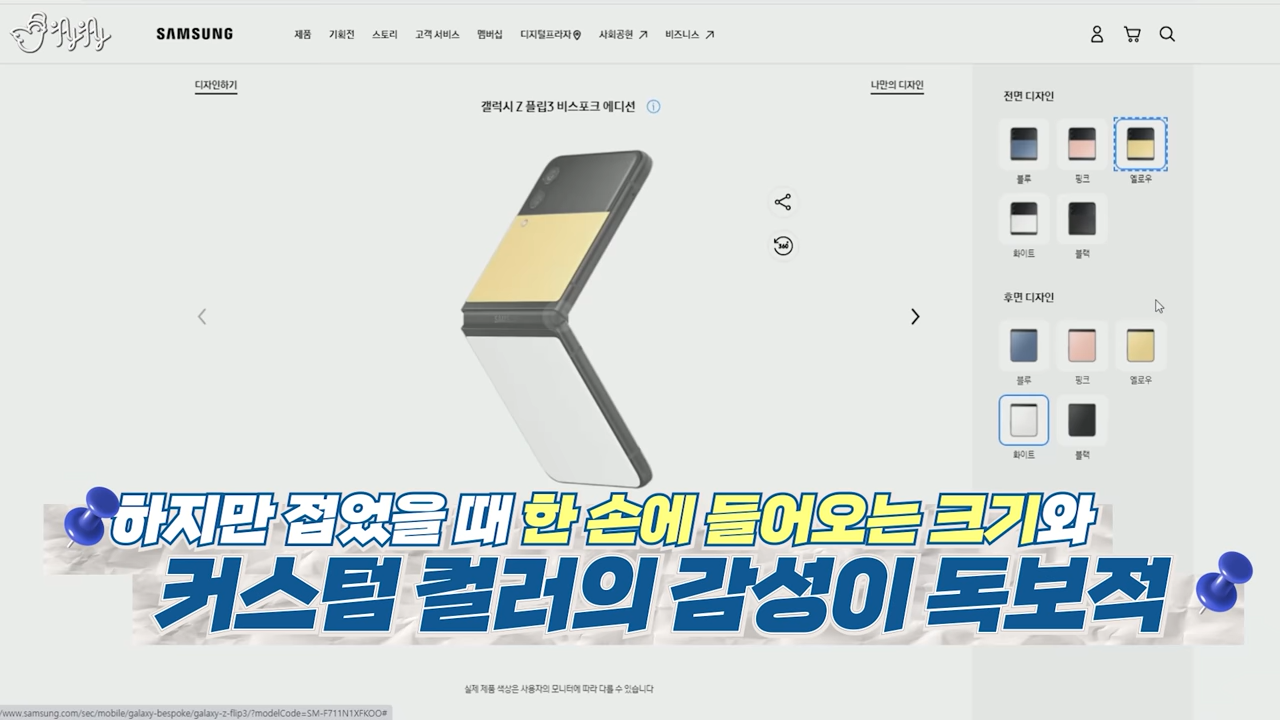 SAMSUNG
제품 기획전 스토리 고객 서비스 멤버십 디지털프라자 사회공헌 비즈니스
디자인하기
나만의 디자인
갤럭시 Z 플립3 비스포크 에디션
360
전면 디자인
블루 핑크 옐로우
화이트 블랙
후면 디자인
블루 핑크 옐로우
화이트 블랙
하지만 접었을 때 한 손에 들어오는 크기와
커스텀 컬러의 감성이 독보적
실제 제품 색상은 사용자의 모니터에 따라 다를 수 있습니다
/www.samsung.com/sec/mobile/galaxy-bespoke/galaxy-z-flip3/?modelCode=SM-F711N1XFKOO#